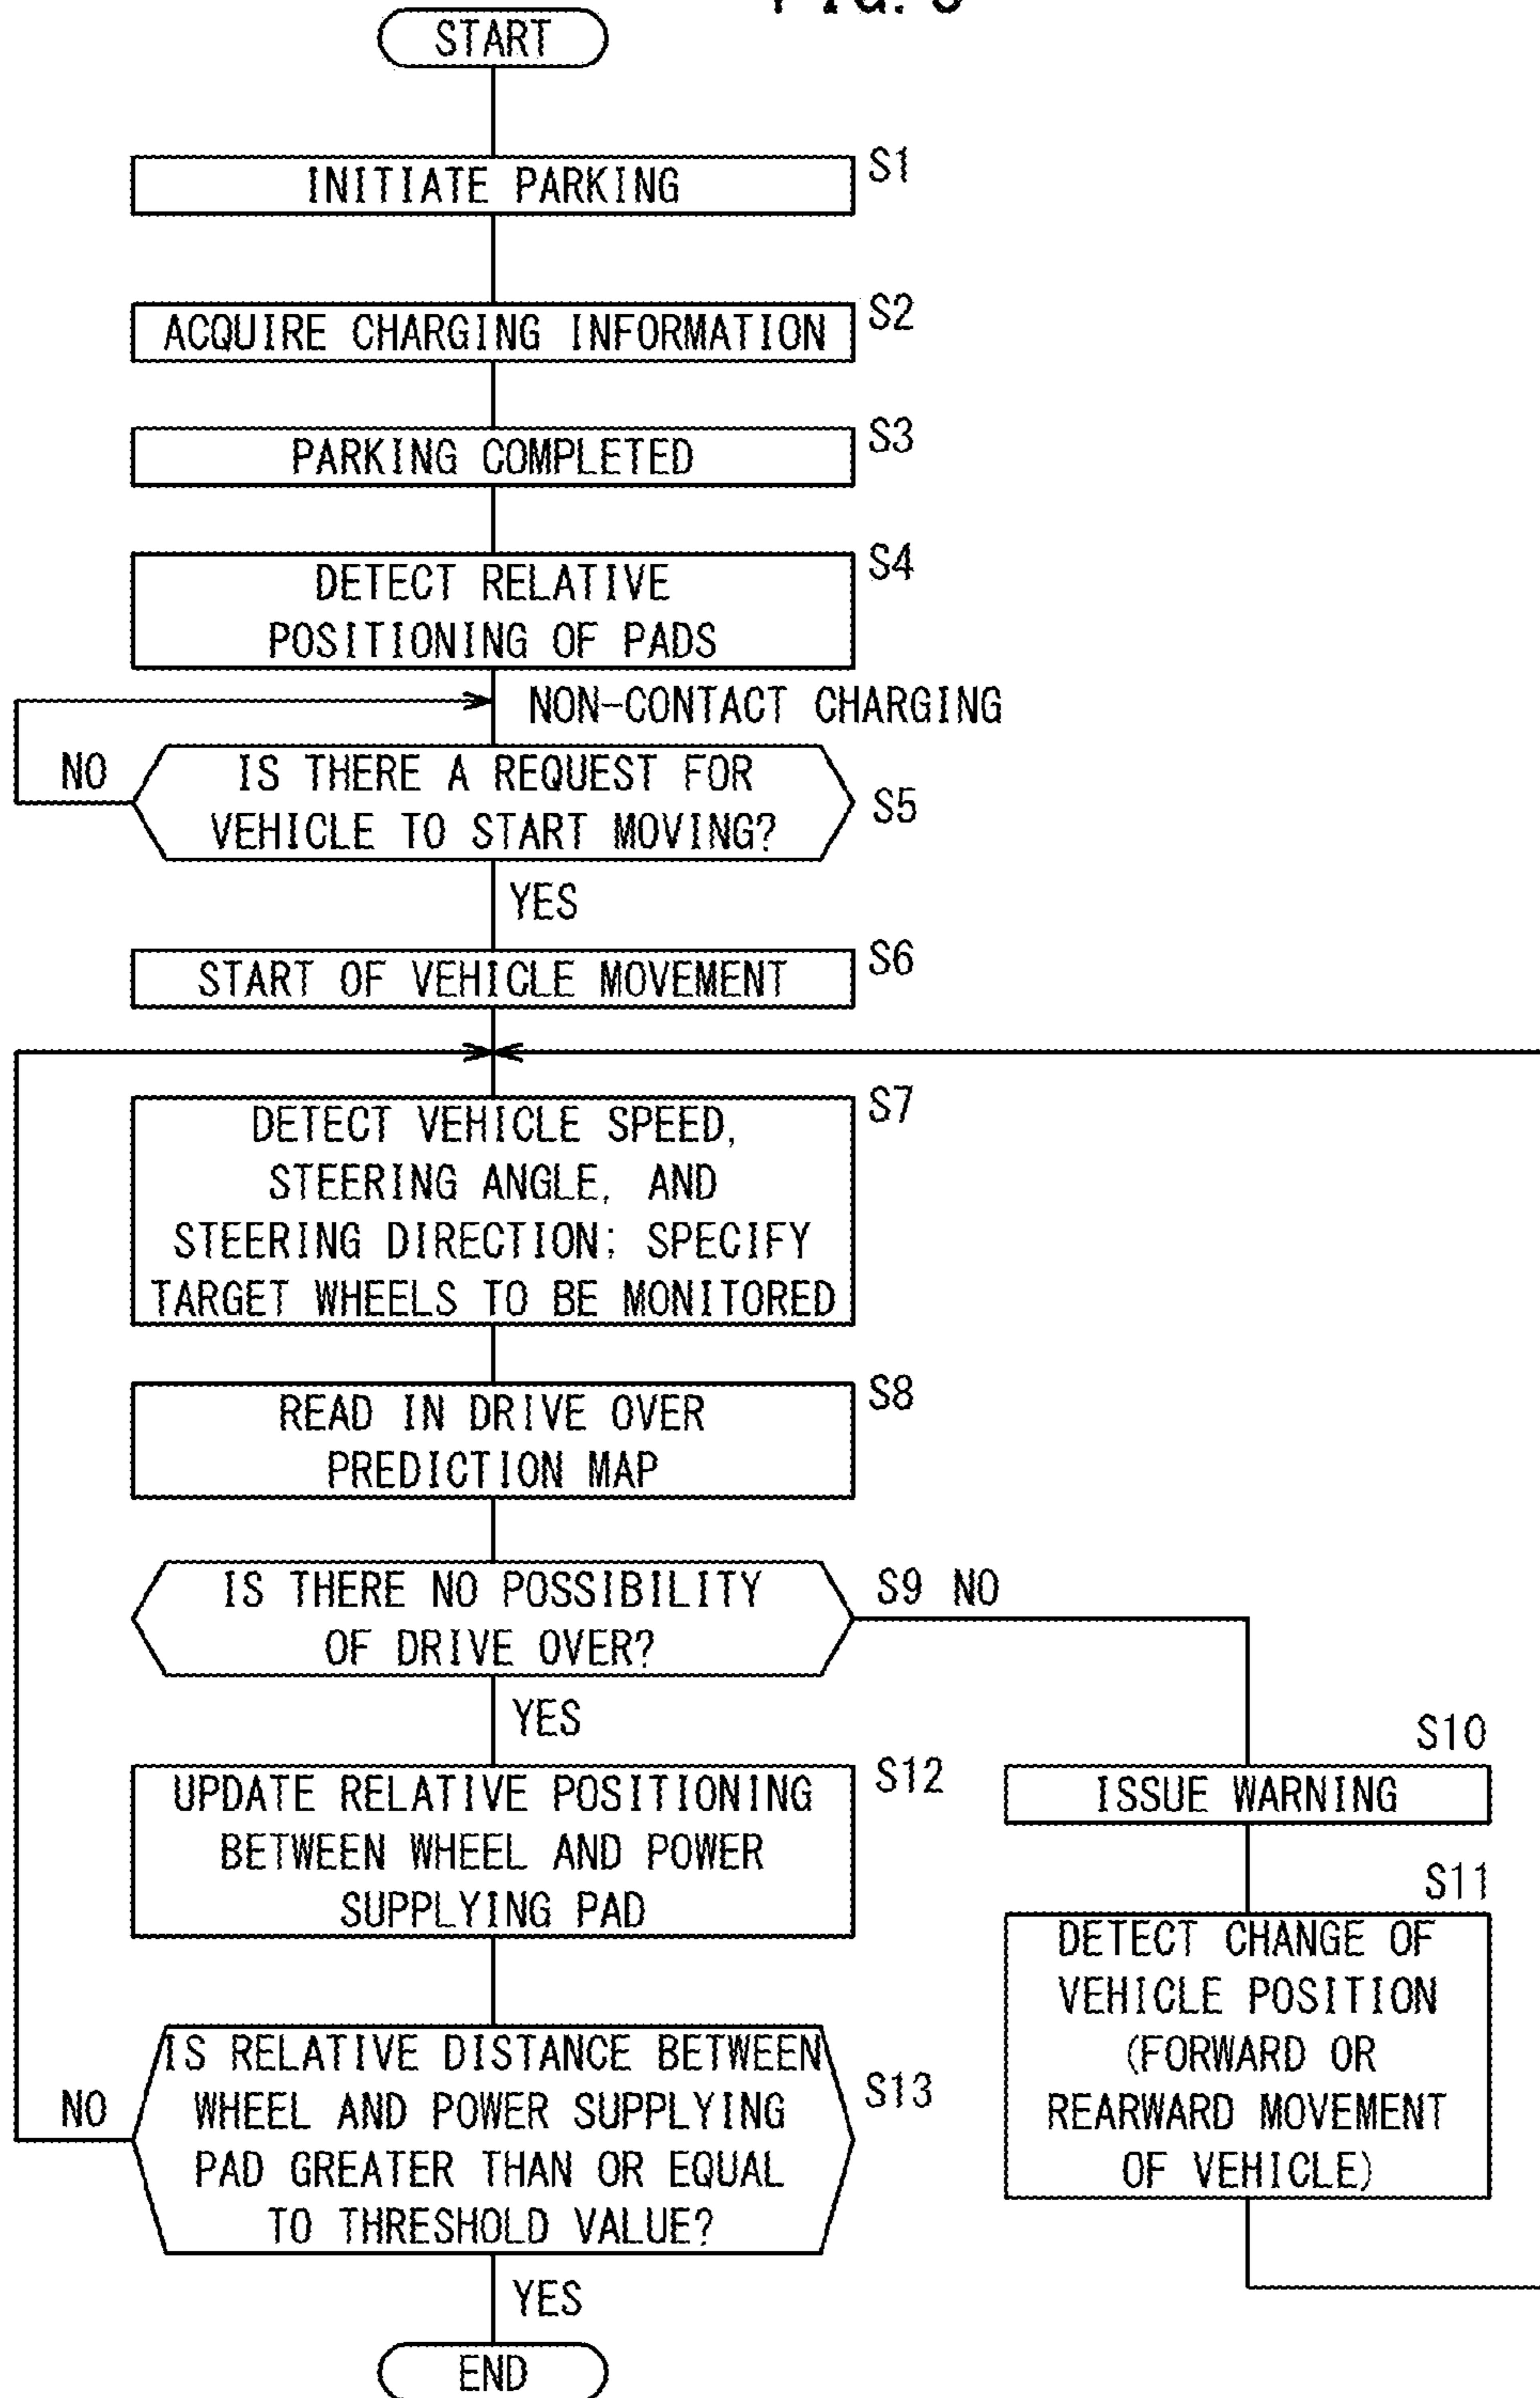 START
INITIATE PARKING
S1
ACQUIRE CHARGING INFORMATION
S2
PARKING COMPLETED
S3
DETECT RELATIVE
POSITIONING OF PADS
S4
NON-CONTACT CHARGING
IS THERE A REQUEST FOR
VEHICLE TO START MOVING?
S5
NO
YES
START OF VEHICLE MOVEMENT
S6
DETECT VEHICLE SPEED,
STEERING ANGLE, AND
STEERING DIRECTION; SPECIFY
TARGET WHEELS TO BE MONITORED
S7
READ IN DRIVE OVER
PREDICTION MAP
S8
IS THERE NO POSSIBILITY
OF DRIVE OVER?
S9 NO
YES
S10
ISSUE WARNING
S11
DETECT CHANGE OF
VEHICLE POSITION
(FORWARD OR
REARWARD MOVEMENT
OF VEHICLE)
UPDATE RELATIVE POSITIONING
BETWEEN WHEEL AND POWER
SUPPLYING PAD
S12
IS RELATIVE DISTANCE BETWEEN
WHEEL AND POWER SUPPLYING
PAD GREATER THAN OR EQUAL
TO THRESHOLD VALUE?
S13
NO
YES
END